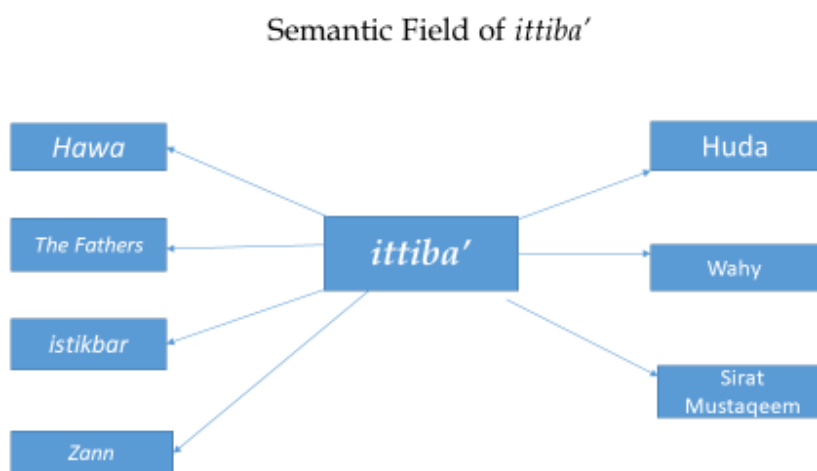 Semantic Field of ittiba’
Hawa
The Fathers
istikbar
Zann
ittiba’
Huda
Wahy
Sirat
Mustaqeem